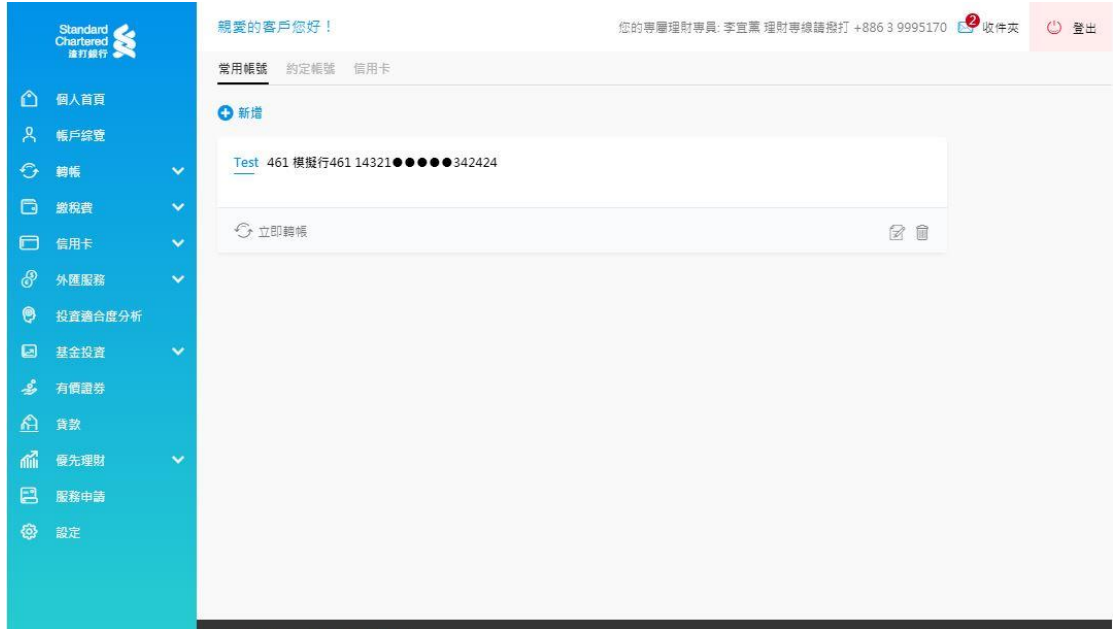 Standard
Chartered
渣打銀行
親愛的客戶您好！
您的專屬理財專員: 李宜薰 理財專線請撥打 +886 3 9995170
2
收件夾
登出
常用帳號 約定帳號 信用卡
新增
Test 461 模擬行461 14321●●●●●342424
立即轉帳
個人首頁
帳戶綜覽
轉帳
繳稅費
信用卡
外匯服務
投資適合度分析
基金投資
有價證券
貸款
優先理財
服務申請
設定